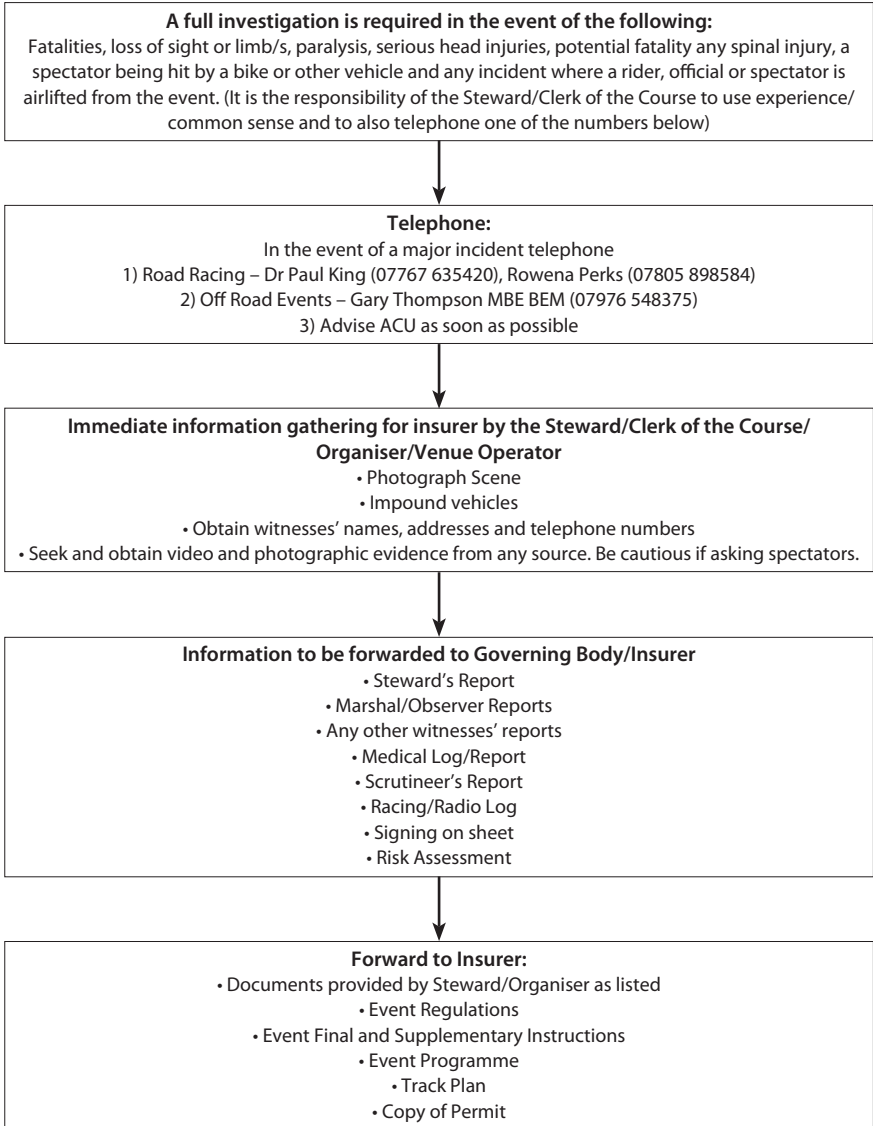 A full investigation is required in the event of the following:
Fatalities, loss of sight or limb/s, paralysis, serious head injuries, potential fatality any spinal injury, a
spectator being hit by a bike or other vehicle and any incident where a rider, official or spectator is
airlifted from the event. (It is the responsibility of the Steward/Clerk of the Course to use experience/
common sense and to also telephone one of the numbers below)
Telephone:
In the event of a major incident telephone
1) Road Racing – Dr Paul King (07767 635420), Rowena Perks (07805 898584)
2) Off Road Events – Gary Thompson MBE BEM (07976 548375)
3) Advise ACU as soon as possible
Immediate information gathering for insurer by the Steward/Clerk of the Course/
Organiser/Venue Operator
• Photograph Scene
• Impound vehicles
• Obtain witnesses’ names, addresses and telephone numbers
• Seek and obtain video and photographic evidence from any source. Be cautious if asking spectators.
Information to be forwarded to Governing Body/Insurer
• Steward’s Report
• Marshal/Observer Reports
• Any other witnesses’ reports
• Medical Log/Report
• Scrutineer’s Report
• Racing/Radio Log
• Signing on sheet
• Risk Assessment
Forward to Insurer:
• Documents provided by Steward/Organiser as listed
• Event Regulations
• Event Final and Supplementary Instructions
• Event Programme
• Track Plan
• Copy of Permit